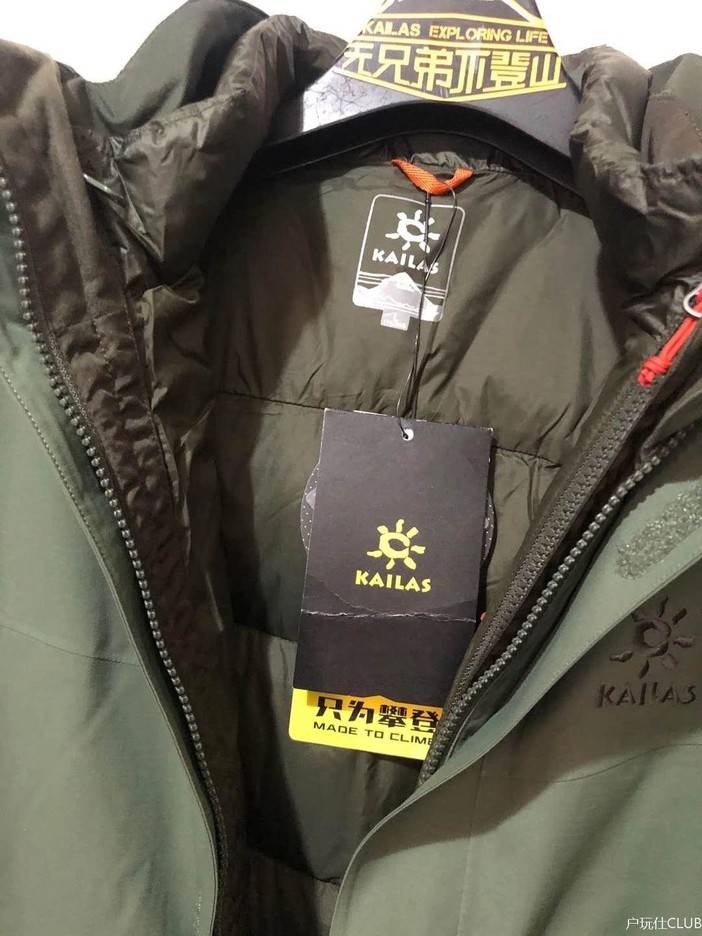 KAILAS EXPLORING LIFE
无兄弟不登山
KAILAS
L
KAILAS
KAILAS
只为攀登
MADE TO CLIMB
户玩仕CLUB